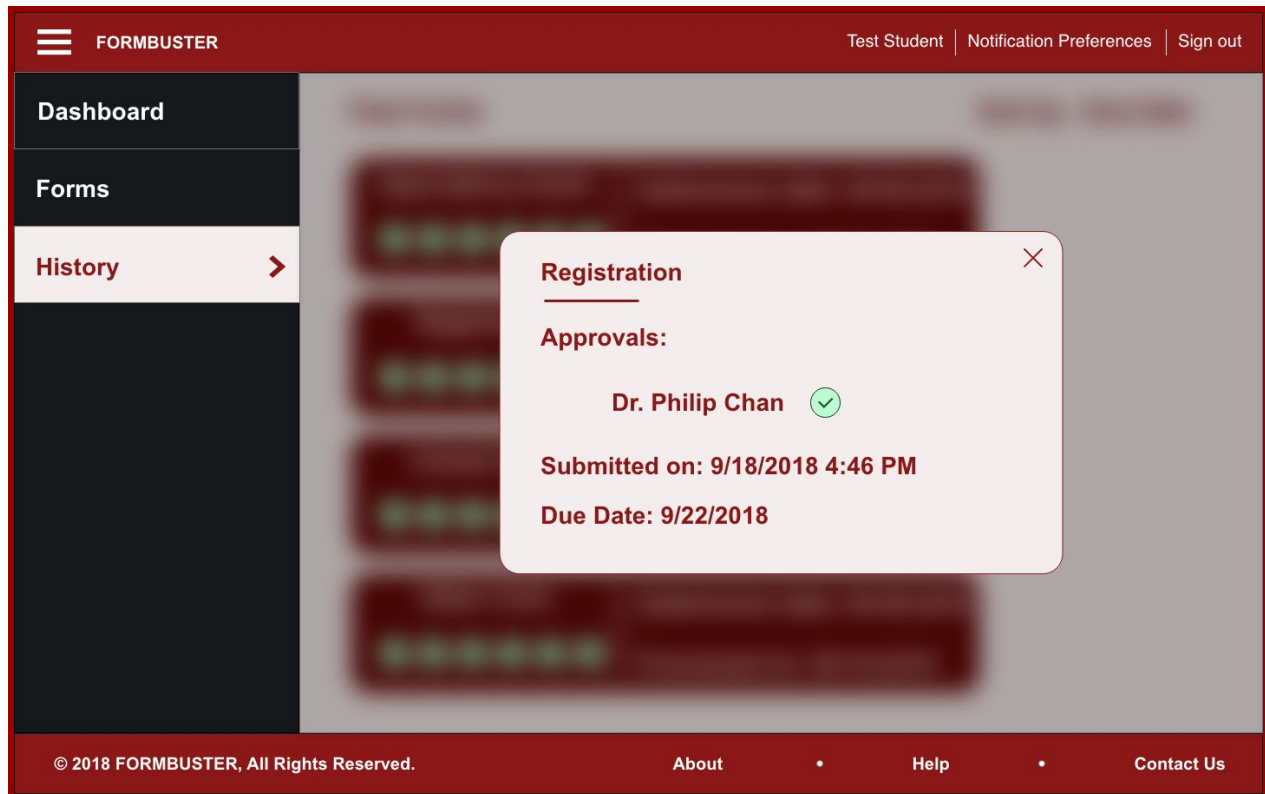 FORMBUSTER
Test Student
Notification Preferences
Sign out
Dashboard
Forms
History
Registration
Approvals:
Dr. Philip Chan
Submitted on: 9/18/2018 4:46 PM
Due Date: 9/22/2018
© 2018 FORMBUSTER, All Rights Reserved.
About • Help • Contact Us